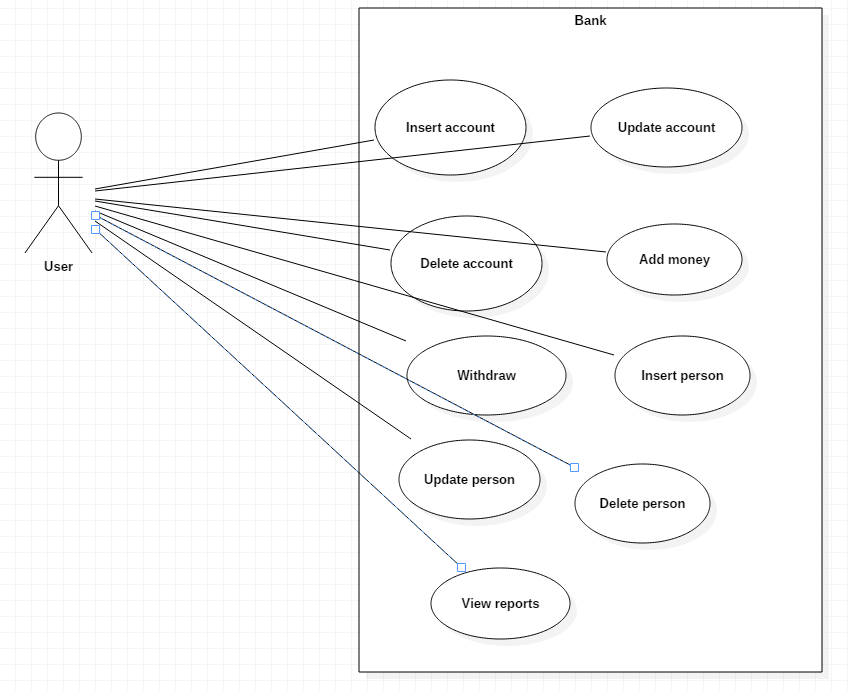 Bank
Insert account
Update account
Delete account
Add money
User
Withdraw
Insert person
Update person
Delete person
View reports